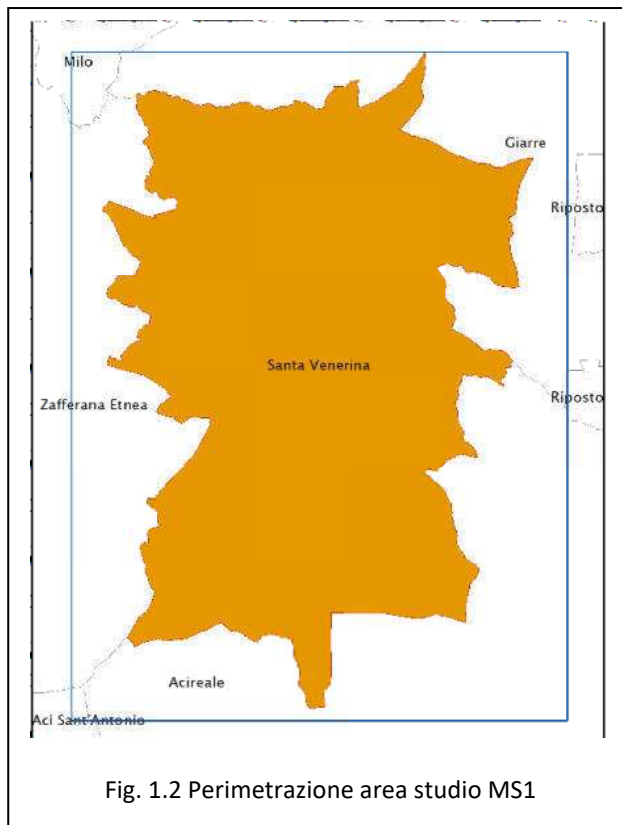 Milo
Giarre
Riposto
Santa Venerina
Zafferana Etnea
Riposto
Acireale
Aci Sant'Antonio
Fig. 1.2 Perimetrazione area studio MS1